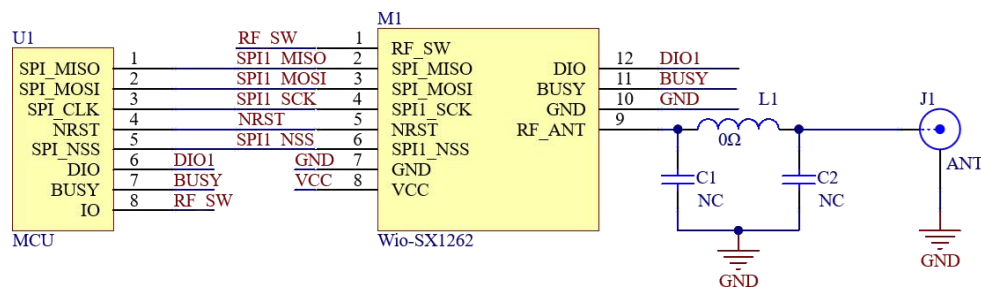 U1
SPI_MISO 1
SPI_MOSI 2
SPI_CLK 3
NRST 4
SPI_NSS 5
DIO 6 DIO1
BUSY 7 BUSY
IO 8 RF_SW
MCU
M1
RF_SW 1 RF_SW
SPI1_MISO 2 SPI_MISO
SPI1_MOSI 3 SPI_MOSI
SPI1_SCK 4 SPI1_SCK
NRST 5 NRST
SPI1_NSS 6 SPI1_NSS
GND 7 GND
VCC 8 VCC
DIO 12 DIO1
BUSY 11 BUSY
GND 10 GND
RF_ANT 9
Wio-SX1262
L1
0Ω
C1
NC
C2
NC
GND
J1
ANT
GND